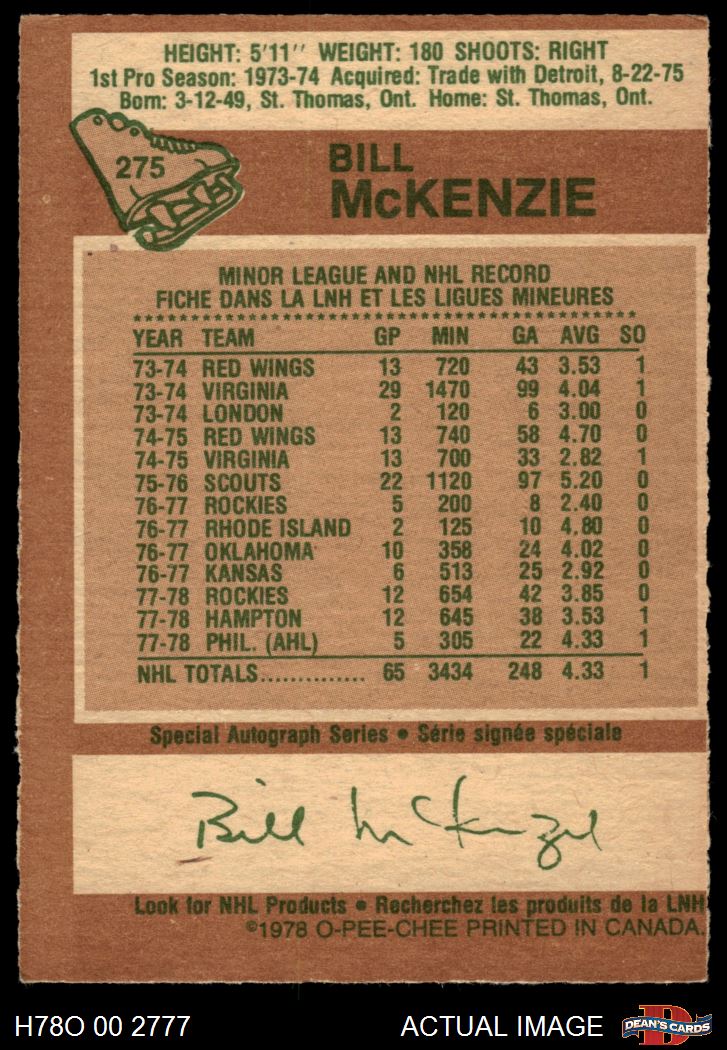 HEIGHT: 5'11'' WEIGHT: 180 SHOOTS: RIGHT
1st Pro Season: 1973-74 Acquired: Trade with Detroit, 8-22-75
Born: 3-12-49, St. Thomas, Ont. Home: St. Thomas, Ont.
275
BILL
McKENZIE
MINOR LEAGUE AND NHL RECORD
FICHE DANS LA LNH ET LES LIGUES MINEURES
YEAR TEAM GP MIN GA AVG SO
73-74 RED WINGS 13 720 43 3.53 1
73-74 VIRGINIA 29 1470 99 4.04 1
73-74 LONDON 2 120 6 3.00 0
74-75 RED WINGS 13 740 58 4.70 0
74-75 VIRGINIA 13 700 33 2.82 1
75-76 SCOUTS 22 1120 97 5.20 0
76-77 ROCKIES 5 200 8 2.40 0
76-77 RHODE ISLAND 2 125 10 4.80 0
76-77 OKLAHOMA 10 358 24 4.02 0
76-77 KANSAS 6 513 25 2.92 0
77-78 ROCKIES 12 654 42 3.85 0
77-78 HAMPTON 12 645 38 3.53 1
77-78 PHIL. (AHL) 5 305 22 4.33 1
NHL TOTALS.............. 65 3434 248 4.33 1
Special Autograph Series • Série signée spéciale
Bill McKenzie
Look for NHL Products • Recherchez les produits de la LNH
©1978 O-PEE-CHEE PRINTED IN CANADA.
H78O 00 2777 ACTUAL IMAGE
D
DEAN'S CARDS